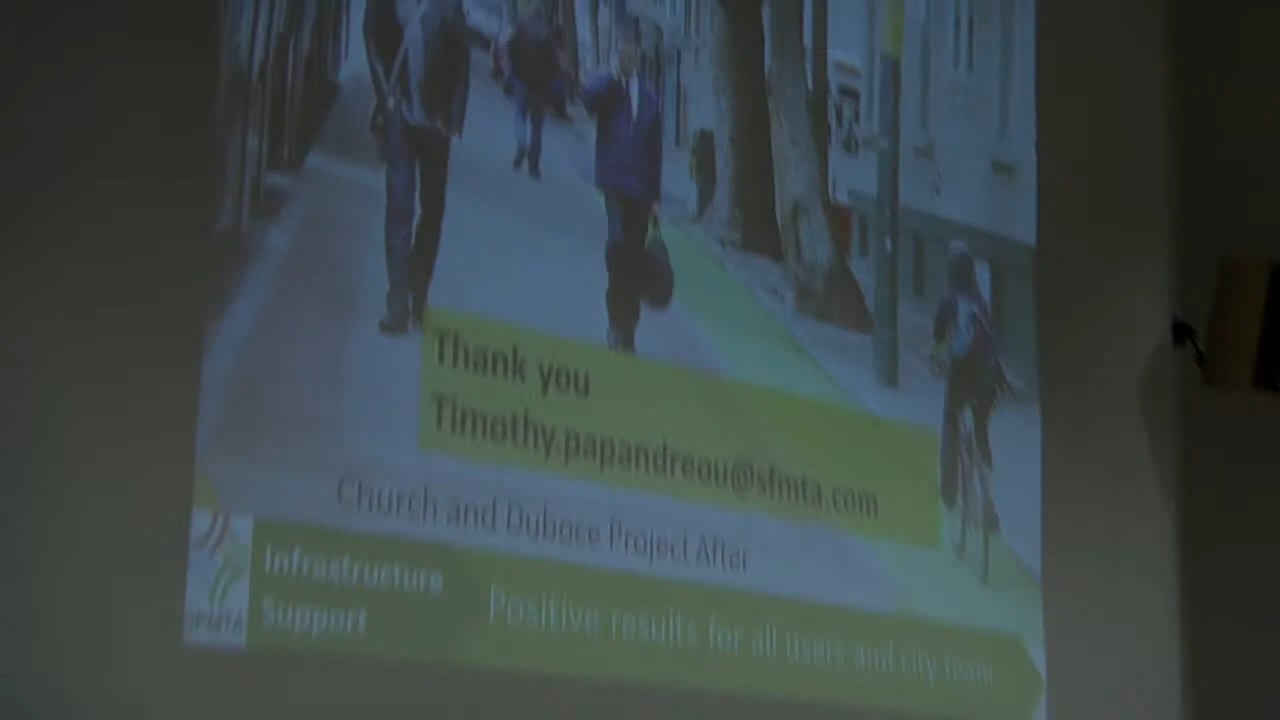 Thank you
Timothy.papandreou@sfmta.com
Church and Duboce Project After
SFMTA
Infrastructure
Support
Positive results for all users and city team